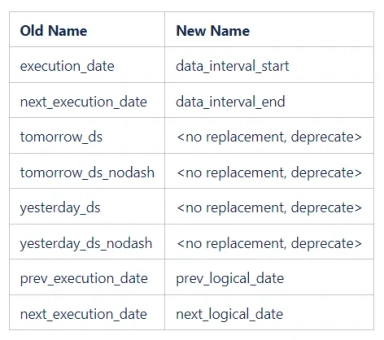 Old Name New Name
execution_date data_interval_start
next_execution_date data_interval_end
tomorrow_ds <no replacement, deprecate>
tomorrow_ds_nodash <no replacement, deprecate>
yesterday_ds <no replacement, deprecate>
yesterday_ds_nodash <no replacement, deprecate>
prev_execution_date prev_logical_date
next_execution_date next_logical_date